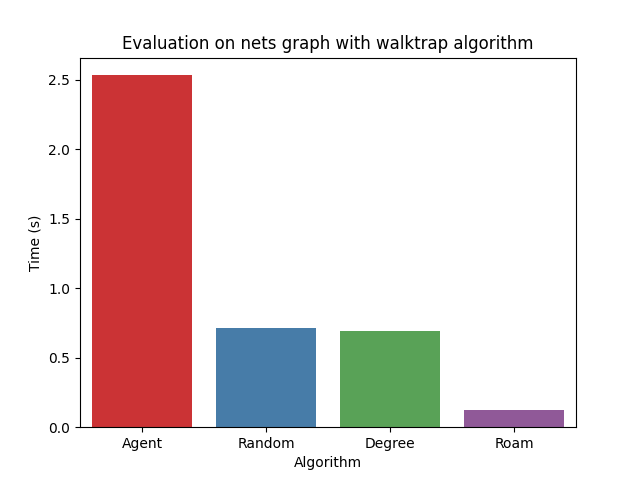 Evaluation on nets graph with walktrap algorithm
2.5
2.0
1.5
1.0
0.5
0.0
Time (s)
Agent Random Degree Roam
Algorithm